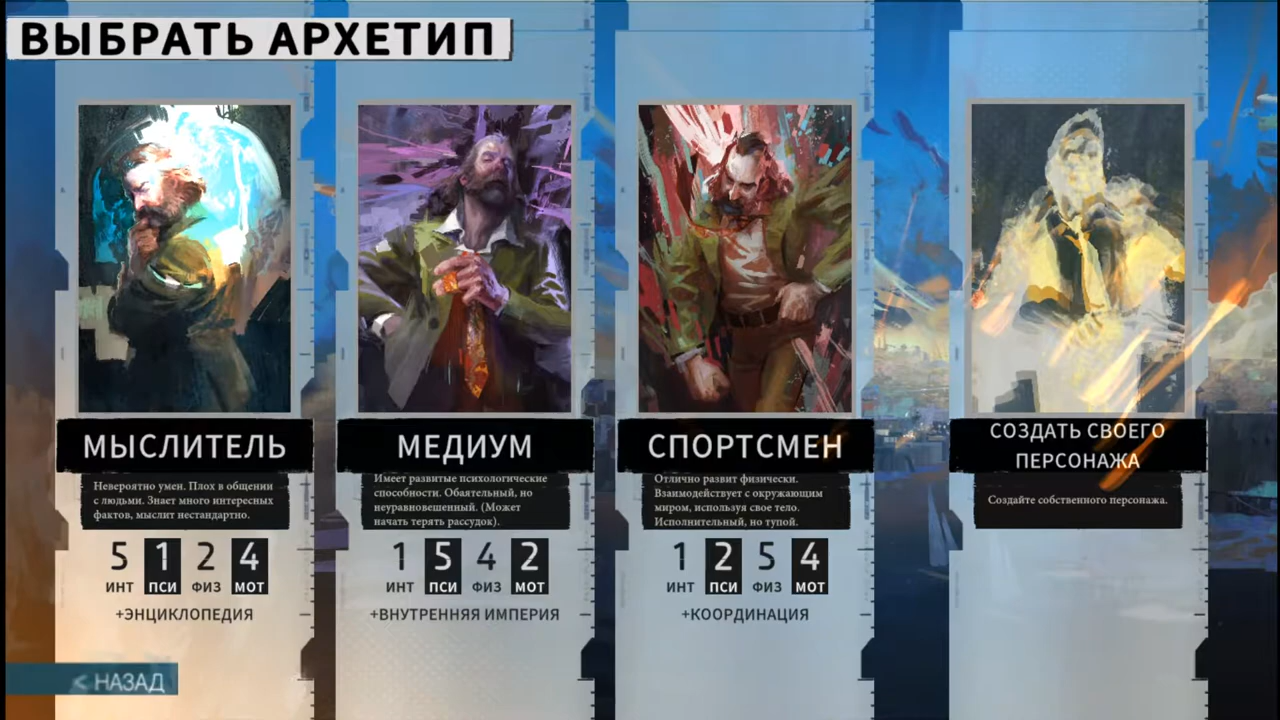 ВЫБРАТЬ АРХЕТИП
МЫСЛИТЕЛЬ
Невероятно умен. Плох в общении
с людьми. Знает много интересных
фактов, мыслит нестандартно.
5 1 2 4
ИНТ ПСИ ФИЗ МОТ
+ЭНЦИКЛОПЕДИЯ
МЕДИУМ
Имеет развитые психологические
способности. Обаятельный, но
неуравновешенный. (Может
начать терять рассудок).
1 5 4 2
ИНТ ПСИ ФИЗ МОТ
+ВНУТРЕННЯЯ ИМПЕРИЯ
СПОРТСМЕН
Отлично развит физически.
Взаимодействует с окружающим
миром, используя свое тело.
Исполнительный, но тупой.
1 2 5 4
ИНТ ПСИ ФИЗ МОТ
+КООРДИНАЦИЯ
СОЗДАТЬ СВОЕГО
ПЕРСОНАЖА
Создайте собственного персонажа.
< НАЗАД